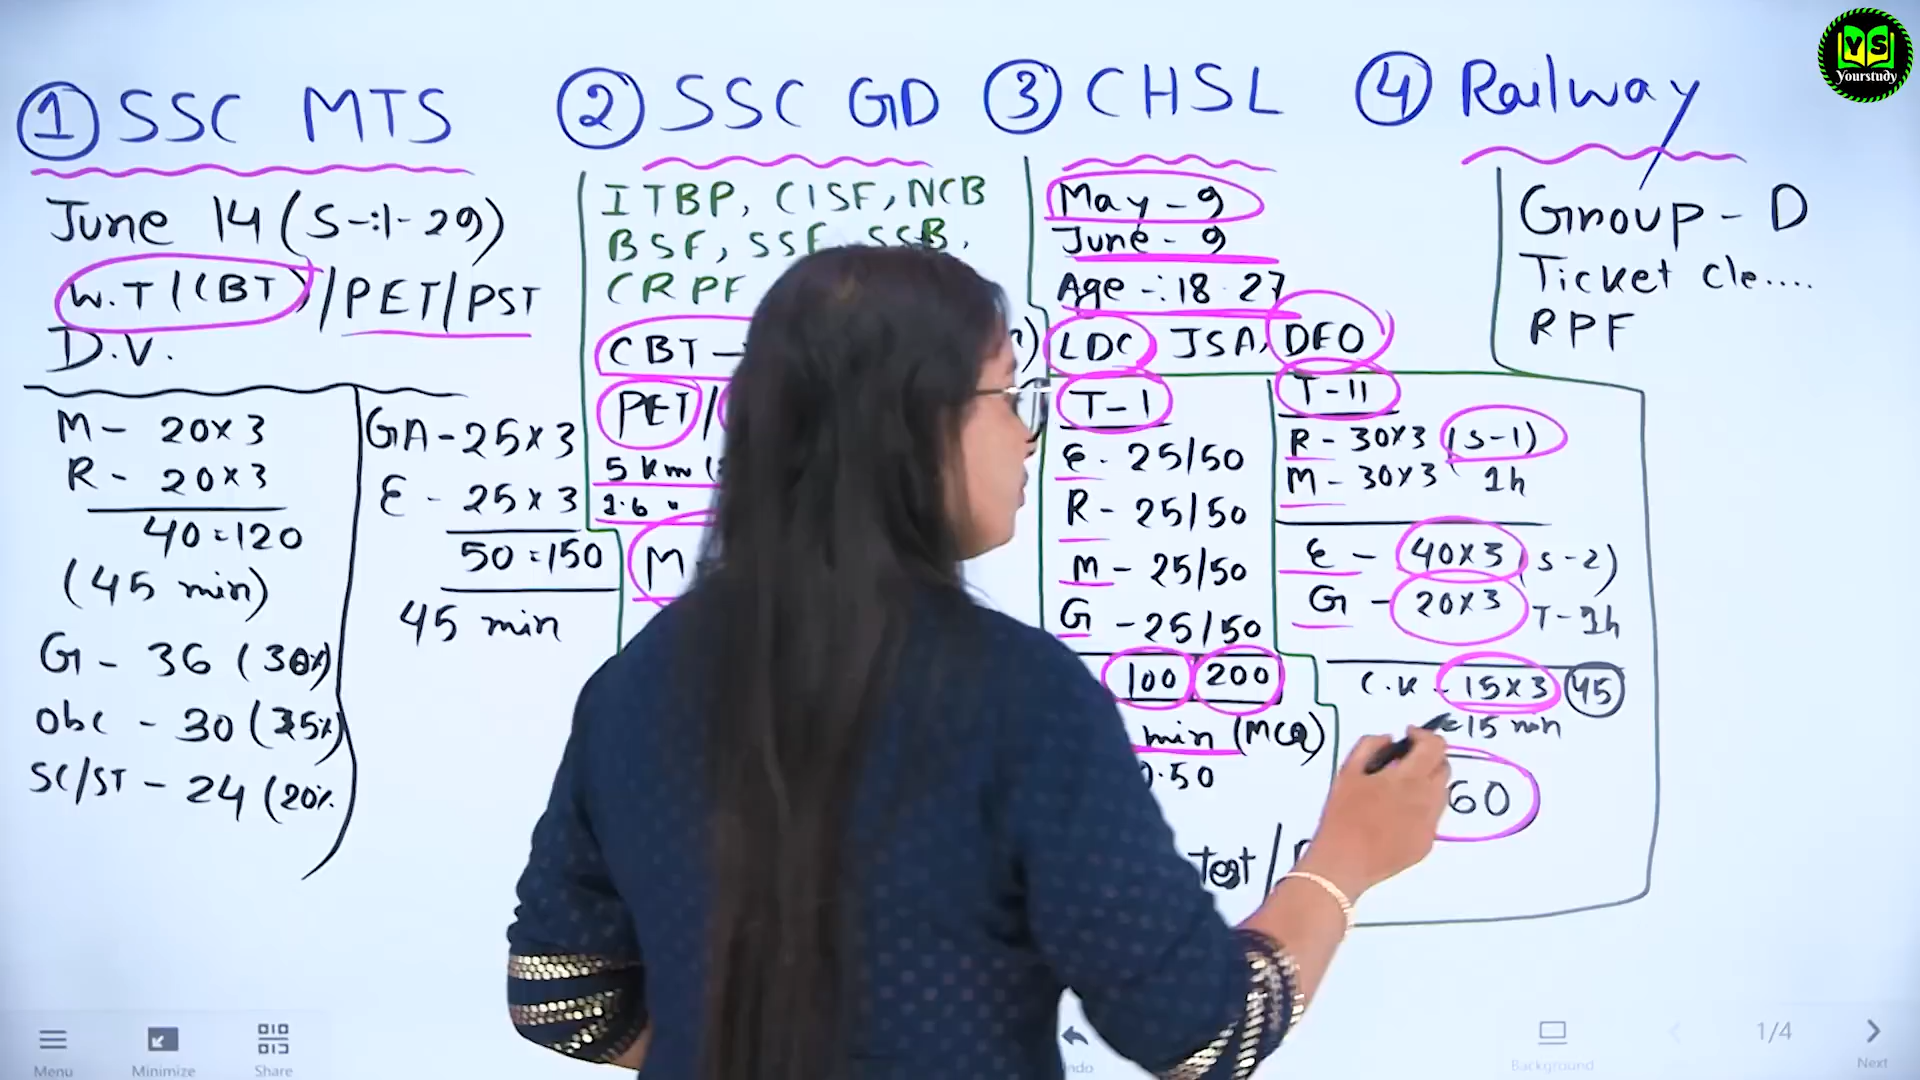 ① SSC MTS
June 14 (S-:1-29)
W.T/(CBT)/PET/PST
D.V.
M - 20x3
R - 20x3
40=120
(45 min)
G - 36 (30%)
Obc - 30 (25%)
SC/ST - 24 (20%
GA-25x3
E - 25x3
50=150
45 min
② SSC GD
ITBP, CISF, NCB
BSF, SSF, SSB,
CRPF
CBT -
PET/
5 km
1.6 "
M
③ CHSL
May - 9
June - 9
Age -: 18-27
LDC JSA, DEO
T-1
E - 25/50
R - 25/50
M - 25/50
G - 25/50
100 200
min (MCQ)
0.50
Test /
T-II
R - 30x3 (S-1)
M - 30x3 1h
E - 40x3 (S-2)
G - 20x3 T-1h
C.K - 15x3 45
15 min
60
④ Railway
Group - D
Ticket Cle....
RPF
YS
Yourstudy
Menu
Minimize
Share
Background
1/4
Next